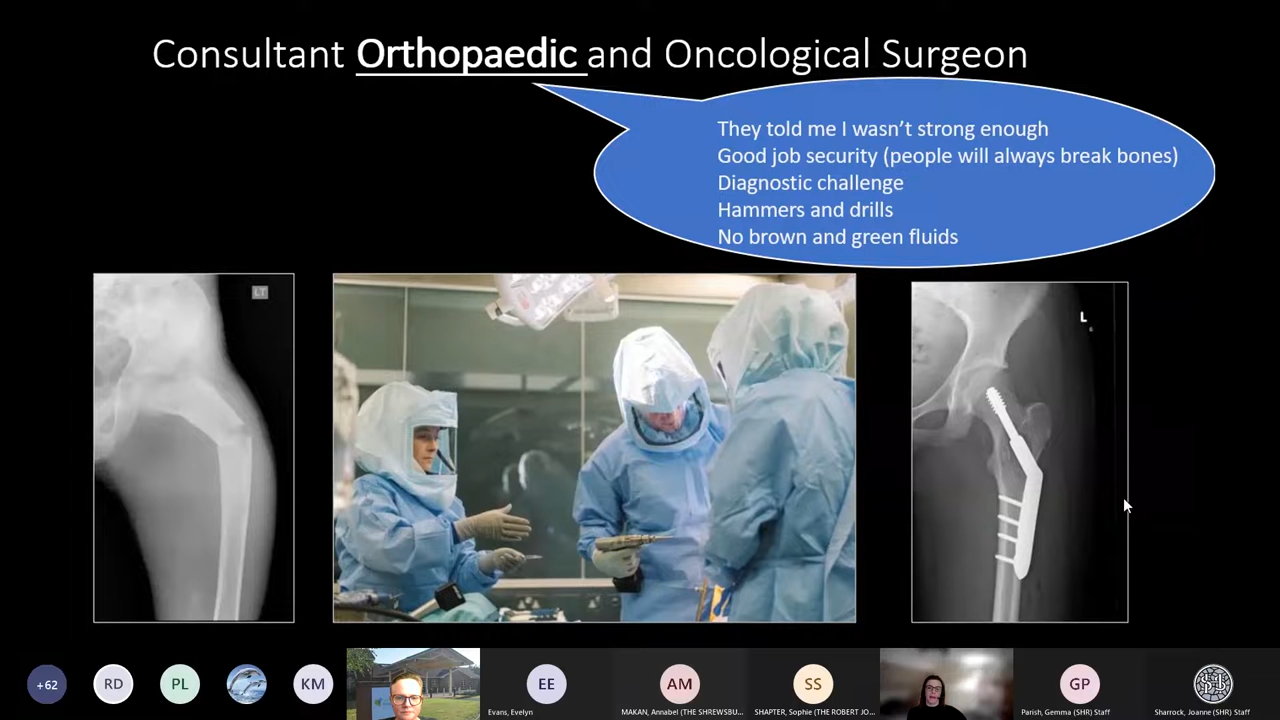 Consultant Orthopaedic and Oncological Surgeon
They told me I wasn't strong enough
Good job security (people will always break bones)
Diagnostic challenge
Hammers and drills
No brown and green fluids
LT
L
+62
RD
PL
KM
EE
Evans, Evelyn
AM
MAKAN, Annabel (THE SHREWSBU...
SS
SHAPTER, Sophie (THE ROBERT JO...
GP
Parish, Gemma (SHR) Staff
Sharrock, Joanne (SHR) Staff